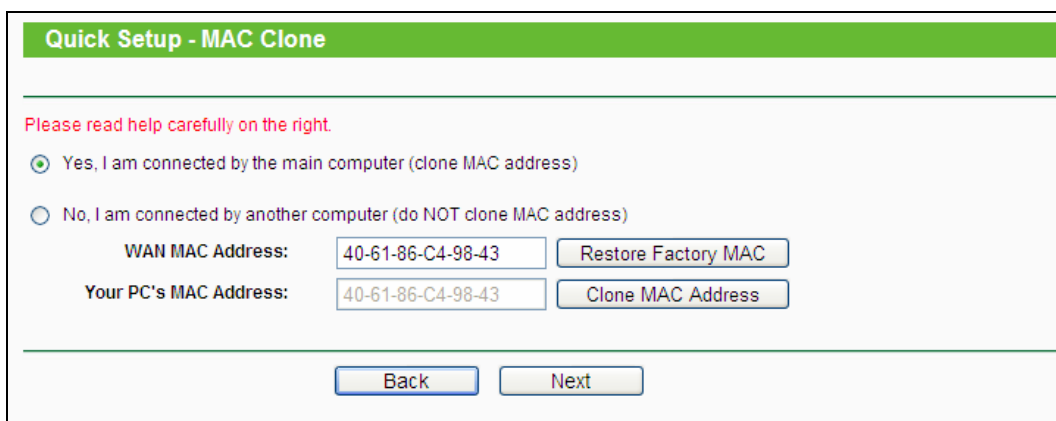 Quick Setup - MAC Clone
Please read help carefully on the right.
Yes, I am connected by the main computer (clone MAC address)
No, I am connected by another computer (do NOT clone MAC address)
WAN MAC Address: 40-61-86-C4-98-43 Restore Factory MAC
Your PC's MAC Address: 40-61-86-C4-98-43 Clone MAC Address
Back Next